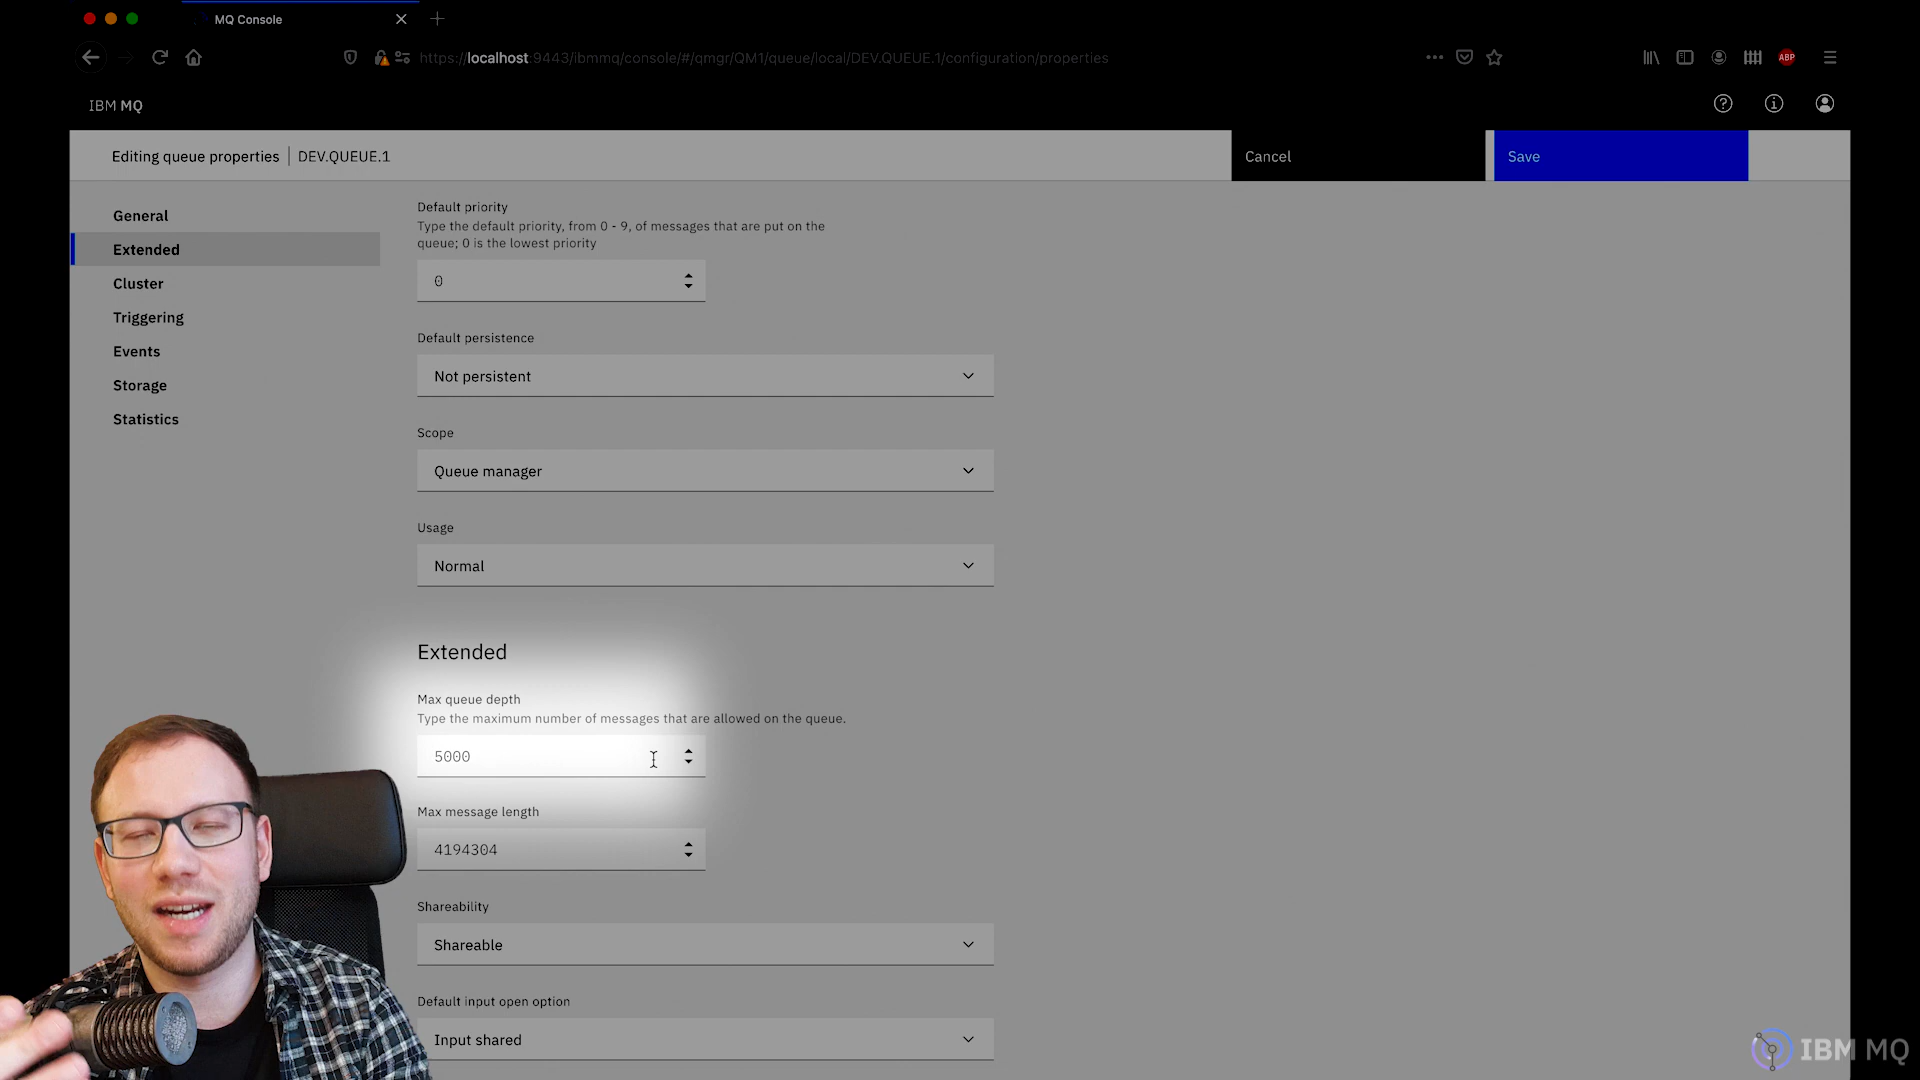 MQ Console
https://localhost:9443/ibmmq/console/#/qmgr/QM1/queue/local/DEV.QUEUE.1/configuration/properties
ABP
IBM MQ
Editing queue properties | DEV.QUEUE.1
Cancel
Save
General
Extended
Cluster
Triggering
Events
Storage
Statistics
Default priority
Type the default priority, from 0 - 9, of messages that are put on the
queue; 0 is the lowest priority
0
Default persistence
Not persistent
Scope
Queue manager
Usage
Normal
Extended
Max queue depth
Type the maximum number of messages that are allowed on the queue.
5000
Max message length
4194304
Shareability
Shareable
Default input open option
Input shared
IBM MQ